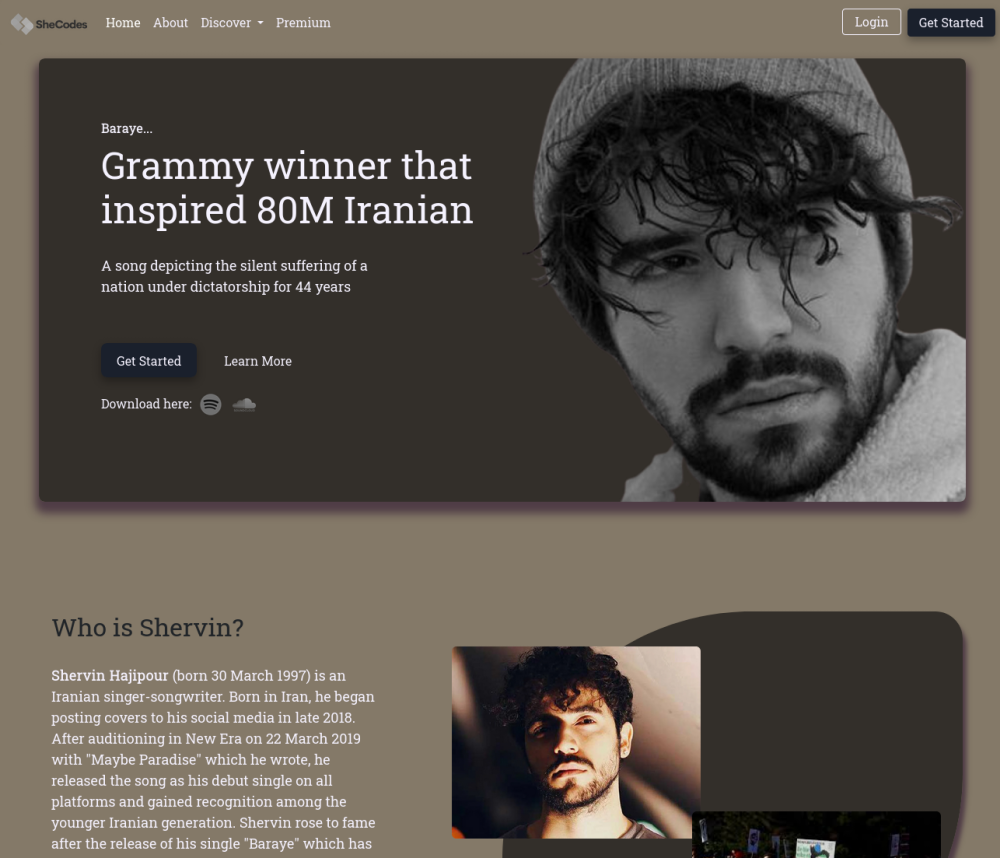 SheCodes Home About Discover Premium Login Get Started
Baraye...
Grammy winner that
inspired 80M Iranian
A song depicting the silent suffering of a
nation under dictatorship for 44 years
Get Started Learn More
Download here:
Who is Shervin?
Shervin Hajipour (born 30 March 1997) is an
Iranian singer-songwriter. Born in Iran, he began
posting covers to his social media in late 2018.
After auditioning in New Era on 22 March 2019
with "Maybe Paradise" which he wrote, he
released the song as his debut single on all
platforms and gained recognition among the
younger Iranian generation. Shervin rose to fame
after the release of his single "Baraye" which has